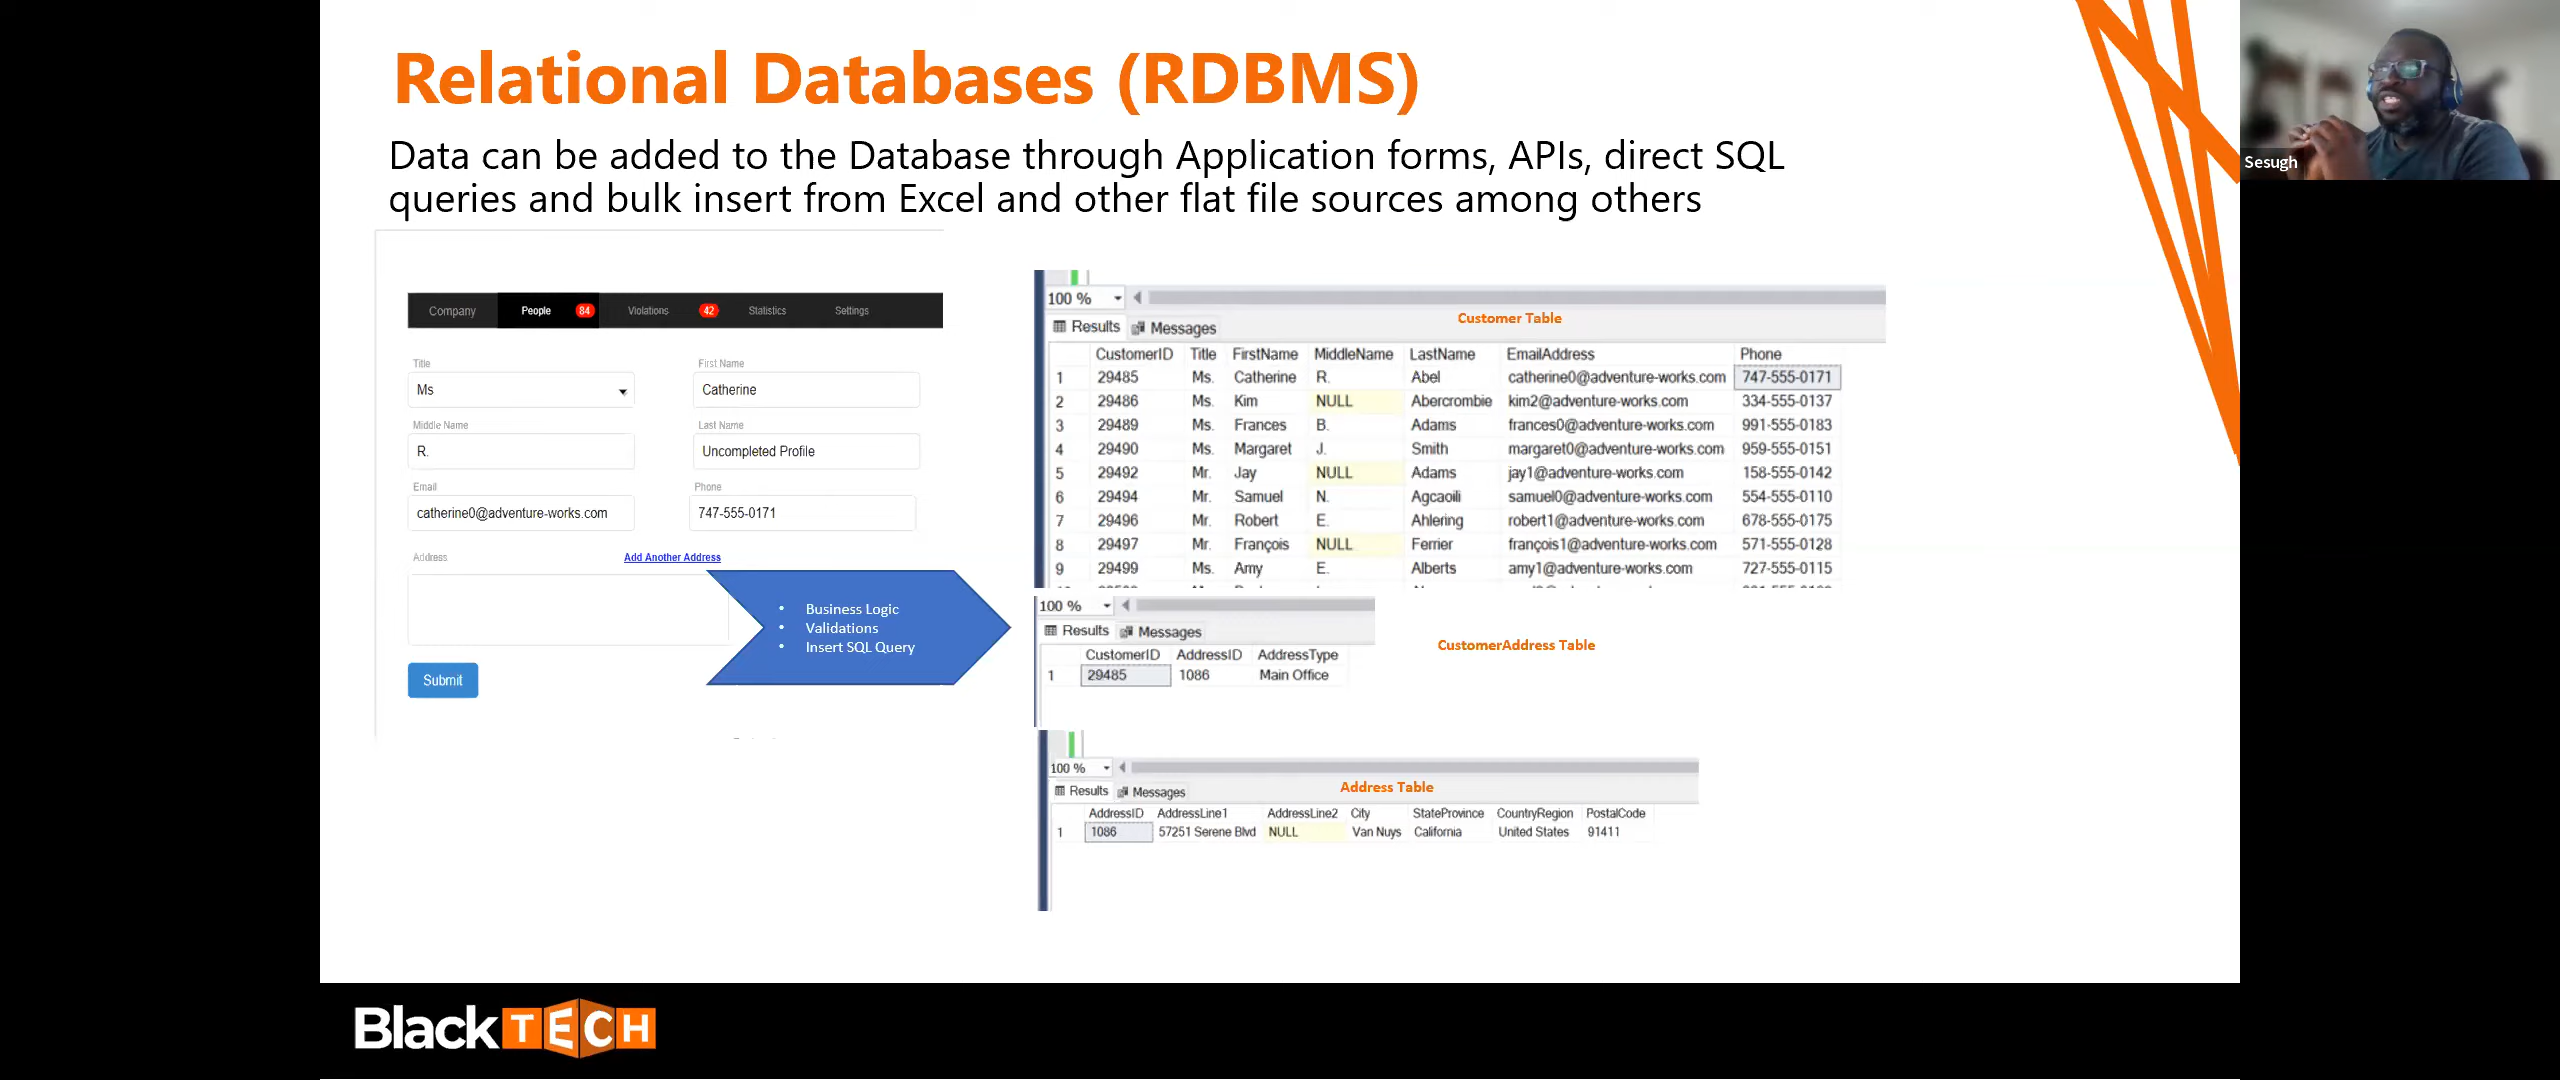 Relational Databases (RDBMS)
Data can be added to the Database through Application forms, APIs, direct SQL
queries and bulk insert from Excel and other flat file sources among others
Sesugh
Company People 84 Violations 42 Statistics Settings
Title First Name
Ms Catherine
Middle Name Last Name
R. Uncompleted Profile
Email Phone
catherine0@adventure-works.com 747-555-0171
Address Add Another Address
• Business Logic
• Validations
• Insert SQL Query
Submit
100 %
Results Messages Customer Table
CustomerID Title FirstName MiddleName LastName EmailAddress Phone
1 29485 Ms. Catherine R. Abel catherine0@adventure-works.com 747-555-0171
2 29486 Ms. Kim NULL Abercrombie kim2@adventure-works.com 334-555-0137
3 29489 Ms. Frances B. Adams frances0@adventure-works.com 991-555-0183
4 29490 Ms. Margaret J. Smith margaret0@adventure-works.com 959-555-0151
5 29492 Mr. Jay NULL Adams jay1@adventure-works.com 158-555-0142
6 29494 Mr. Samuel N. Agcaoili samuel0@adventure-works.com 554-555-0110
7 29496 Mr. Robert E. Ahlering robert1@adventure-works.com 678-555-0175
8 29497 Mr. François NULL Ferrier françois1@adventure-works.com 571-555-0128
9 29499 Ms. Amy E. Alberts amy1@adventure-works.com 727-555-0115
100 %
Results Messages
CustomerAddress Table
CustomerID AddressID AddressType
1 29485 1086 Main Office
100 %
Results Messages Address Table
AddressID AddressLine1 AddressLine2 City StateProvince CountryRegion PostalCode
1 1086 57251 Serene Blvd NULL Van Nuys California United States 91411
BlackTECH